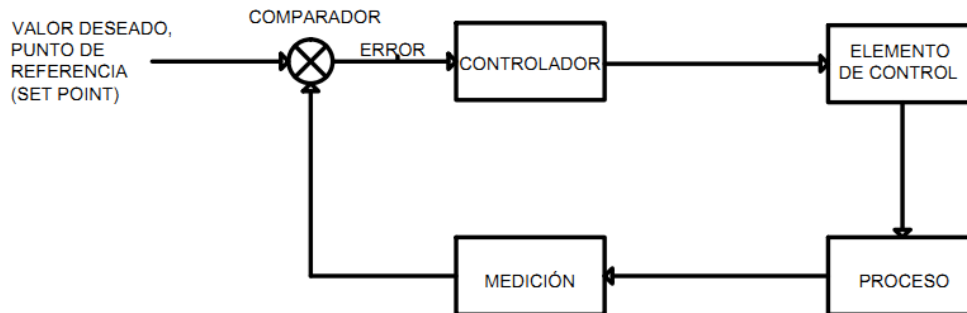 VALOR DESEADO,
PUNTO DE
REFERENCIA
(SET POINT)
COMPARADOR
ERROR
CONTROLADOR
ELEMENTO
DE CONTROL
MEDICIÓN
PROCESO